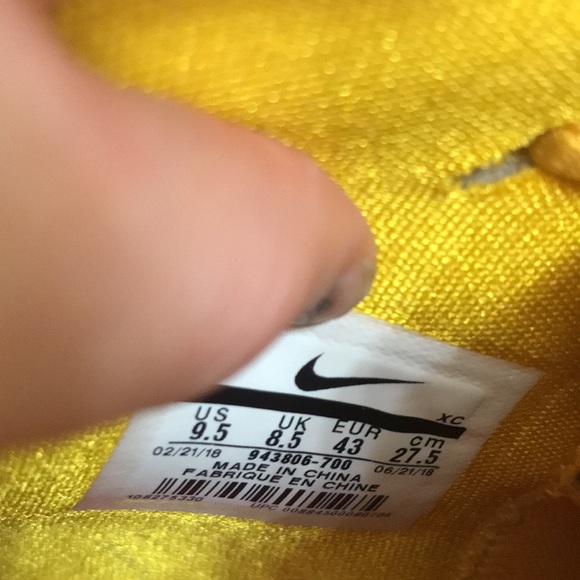 XC
US UK EUR cm
9.5 8.5 43 27.5
02/21/18 943806-700 06/21/18
MADE IN CHINA
FABRIQUE EN CHINE
UPC